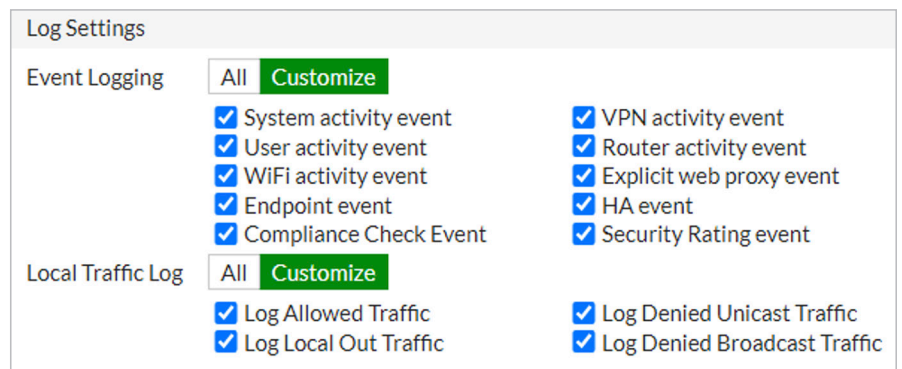 Log Settings
Event Logging All Customize
System activity event VPN activity event
User activity event Router activity event
WiFi activity event Explicit web proxy event
Endpoint event HA event
Compliance Check Event Security Rating event
Local Traffic Log All Customize
Log Allowed Traffic Log Denied Unicast Traffic
Log Local Out Traffic Log Denied Broadcast Traffic